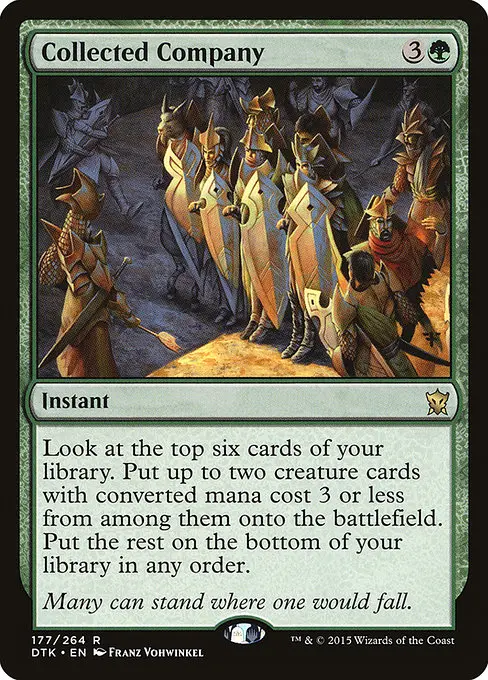 Collected Company 3
Instant
Look at the top six cards of your
library. Put up to two creature cards
with converted mana cost 3 or less
from among them onto the battlefield.
Put the rest on the bottom of your
library in any order.
Many can stand where one would fall.
177/264 R
DTK • EN Franz Vohwinkel
™ & © 2015 Wizards of the Coast